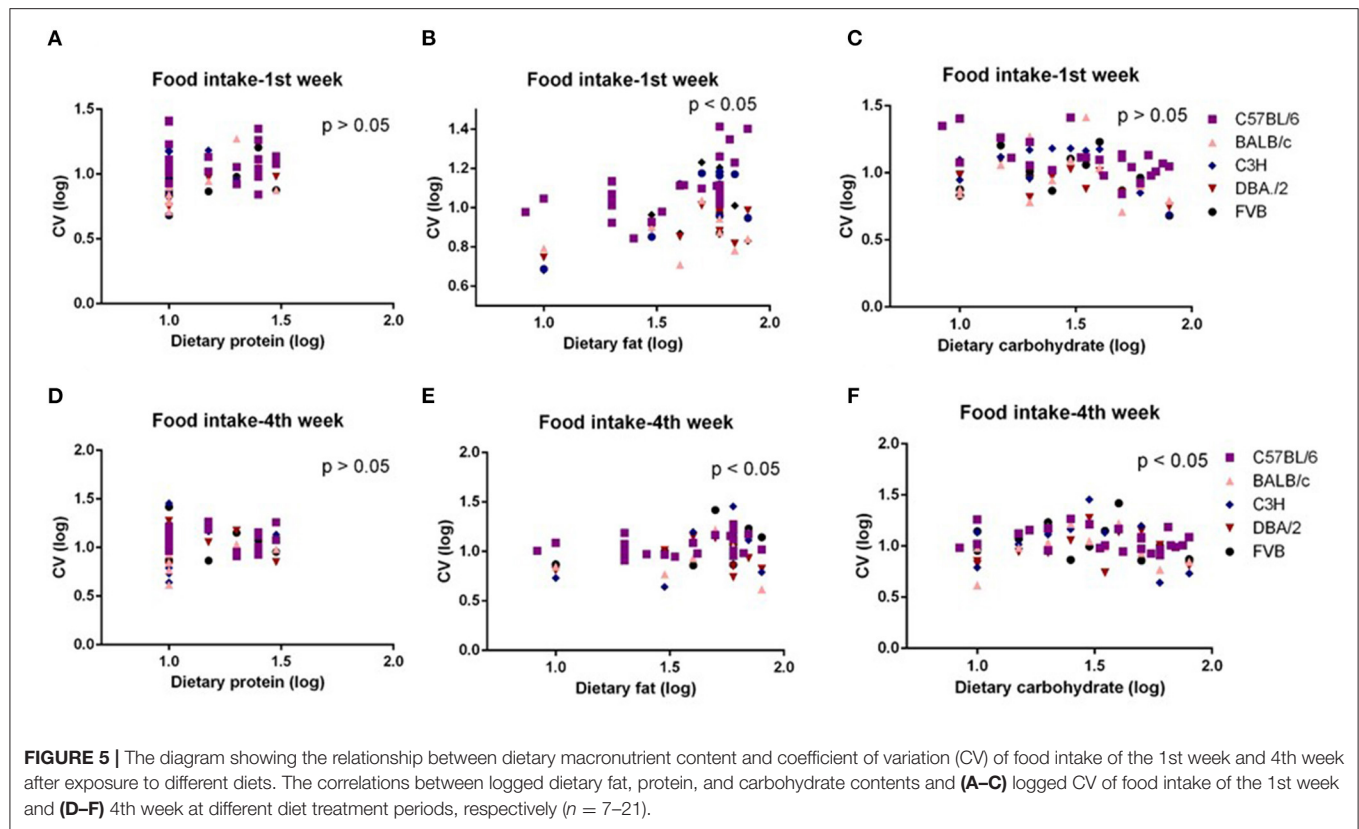 A
Food intake-1st week
p > 0.05
CV (log)
1.5
1.0
0.5
0.0
1.0 1.5 2.0
Dietary protein (log)
B
Food intake-1st week
p < 0.05
CV (log)
1.4
1.2
1.0
0.8
0.6
1.0 1.5 2.0
Dietary fat (log)
C
Food intake-1st week
p > 0.05
CV (log)
1.5
1.0
0.5
0.0
1.0 1.5 2.0
Dietary carbohydrate (log)
C57BL/6
BALB/c
C3H
DBA./2
FVB
D
Food intake-4th week
p > 0.05
CV (log)
2.0
1.5
1.0
0.5
0.0
1.0 1.5 2.0
Dietary protein (log)
E
Food intake-4th week
p < 0.05
CV (log)
2.0
1.5
1.0
0.5
0.0
1.0 1.5 2.0
Dietary fat (log)
F
Food intake-4th week
p < 0.05
CV (log)
2.0
1.5
1.0
0.5
0.0
1.0 1.5 2.0
Dietary carbohydrate (log)
C57BL/6
BALB/c
C3H
DBA/2
FVB
FIGURE 5 | The diagram showing the relationship between dietary macronutrient content and coefficient of variation (CV) of food intake of the 1st week and 4th week
after exposure to different diets. The correlations between logged dietary fat, protein, and carbohydrate contents and (A–C) logged CV of food intake of the 1st week
and (D–F) 4th week at different diet treatment periods, respectively (n = 7–21).